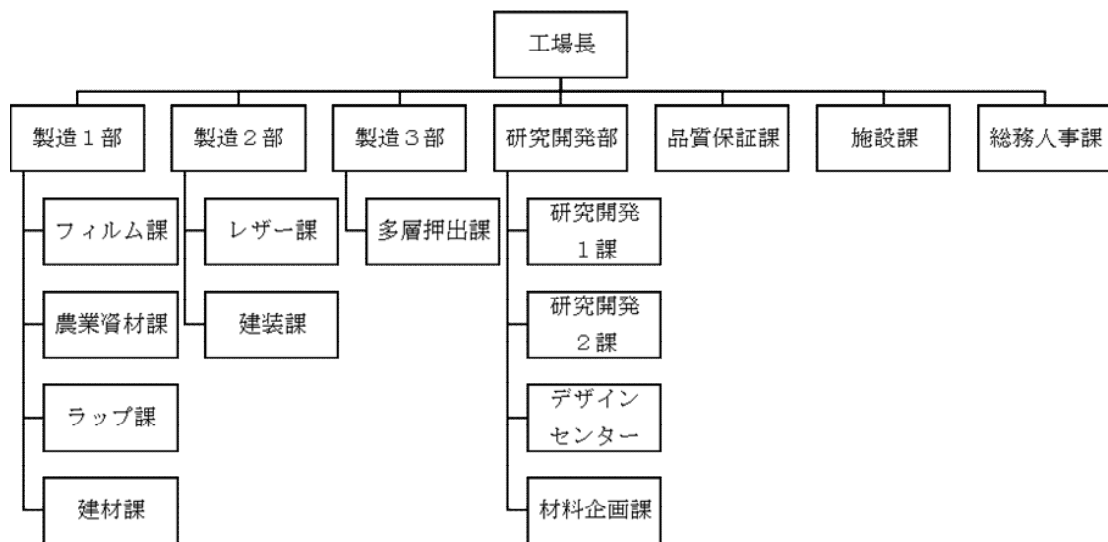 工場長
製造１部
製造２部
製造３部
研究開発部
品質保証課
施設課
総務人事課
フィルム課
レザー課
多層押出課
研究開発
１課
農業資材課
建装課
研究開発
２課
ラップ課
デザイン
センター
建材課
材料企画課